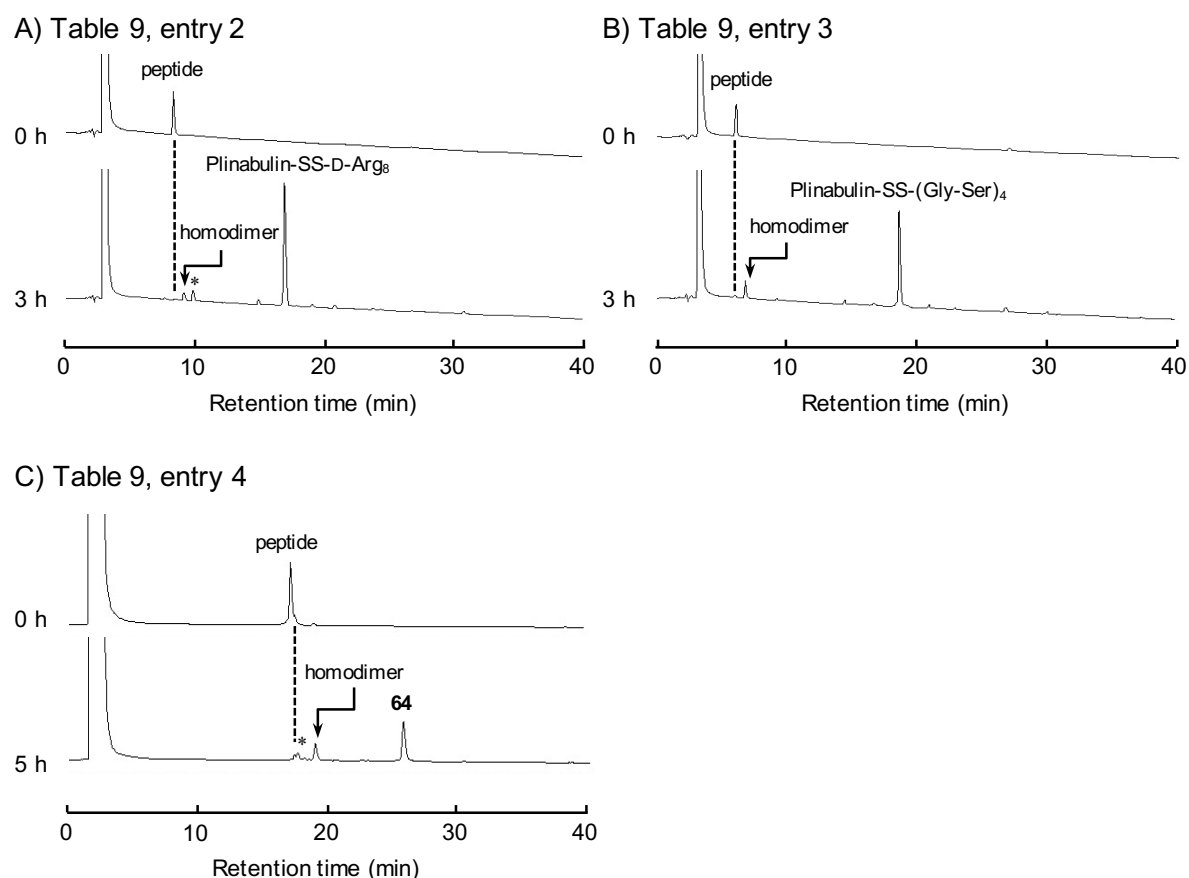 A) Table 9, entry 2
peptide
0 h
Plinabulin-SS-D-Arg8
homodimer
*
3 h
0 10 20 30 40
Retention time (min)
B) Table 9, entry 3
peptide
0 h
Plinabulin-SS-(Gly-Ser)4
homodimer
3 h
0 10 20 30 40
Retention time (min)
C) Table 9, entry 4
peptide
0 h
homodimer
64
*
5 h
0 10 20 30 40
Retention time (min)